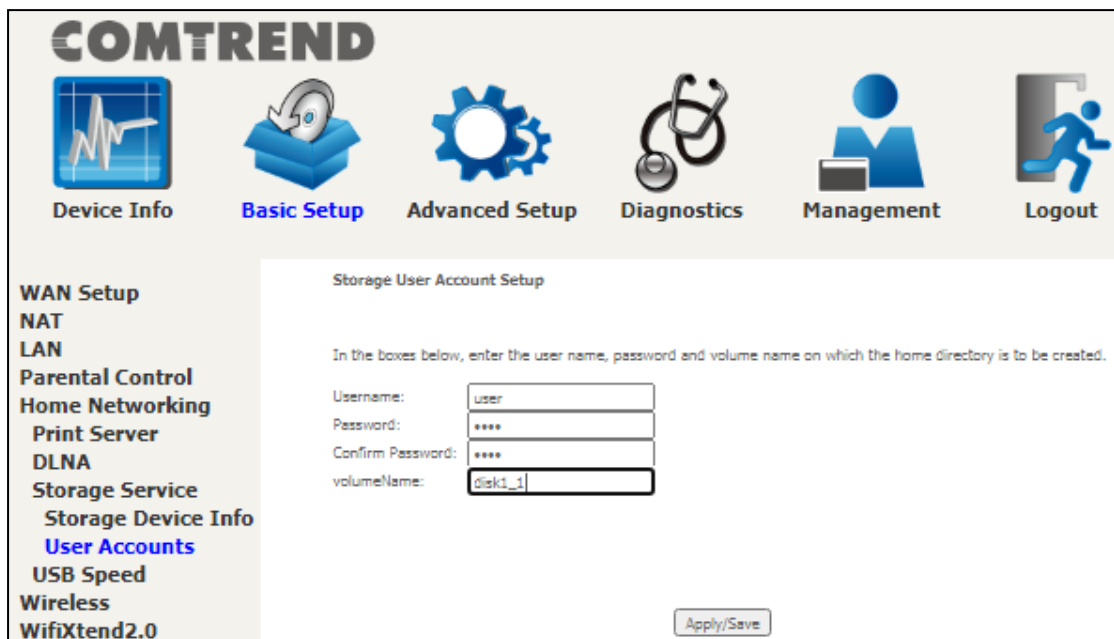 COMTREND
Device Info Basic Setup Advanced Setup Diagnostics Management Logout
WAN Setup
NAT
LAN
Parental Control
Home Networking
Print Server
DLNA
Storage Service
Storage Device Info
User Accounts
USB Speed
Wireless
WifiXtend2.0
Storage User Account Setup
In the boxes below, enter the user name, password and volume name on which the home directory is to be created.
Username: user
Password: ••••
Confirm Password: ••••
volumeName: disk1_1
Apply/Save